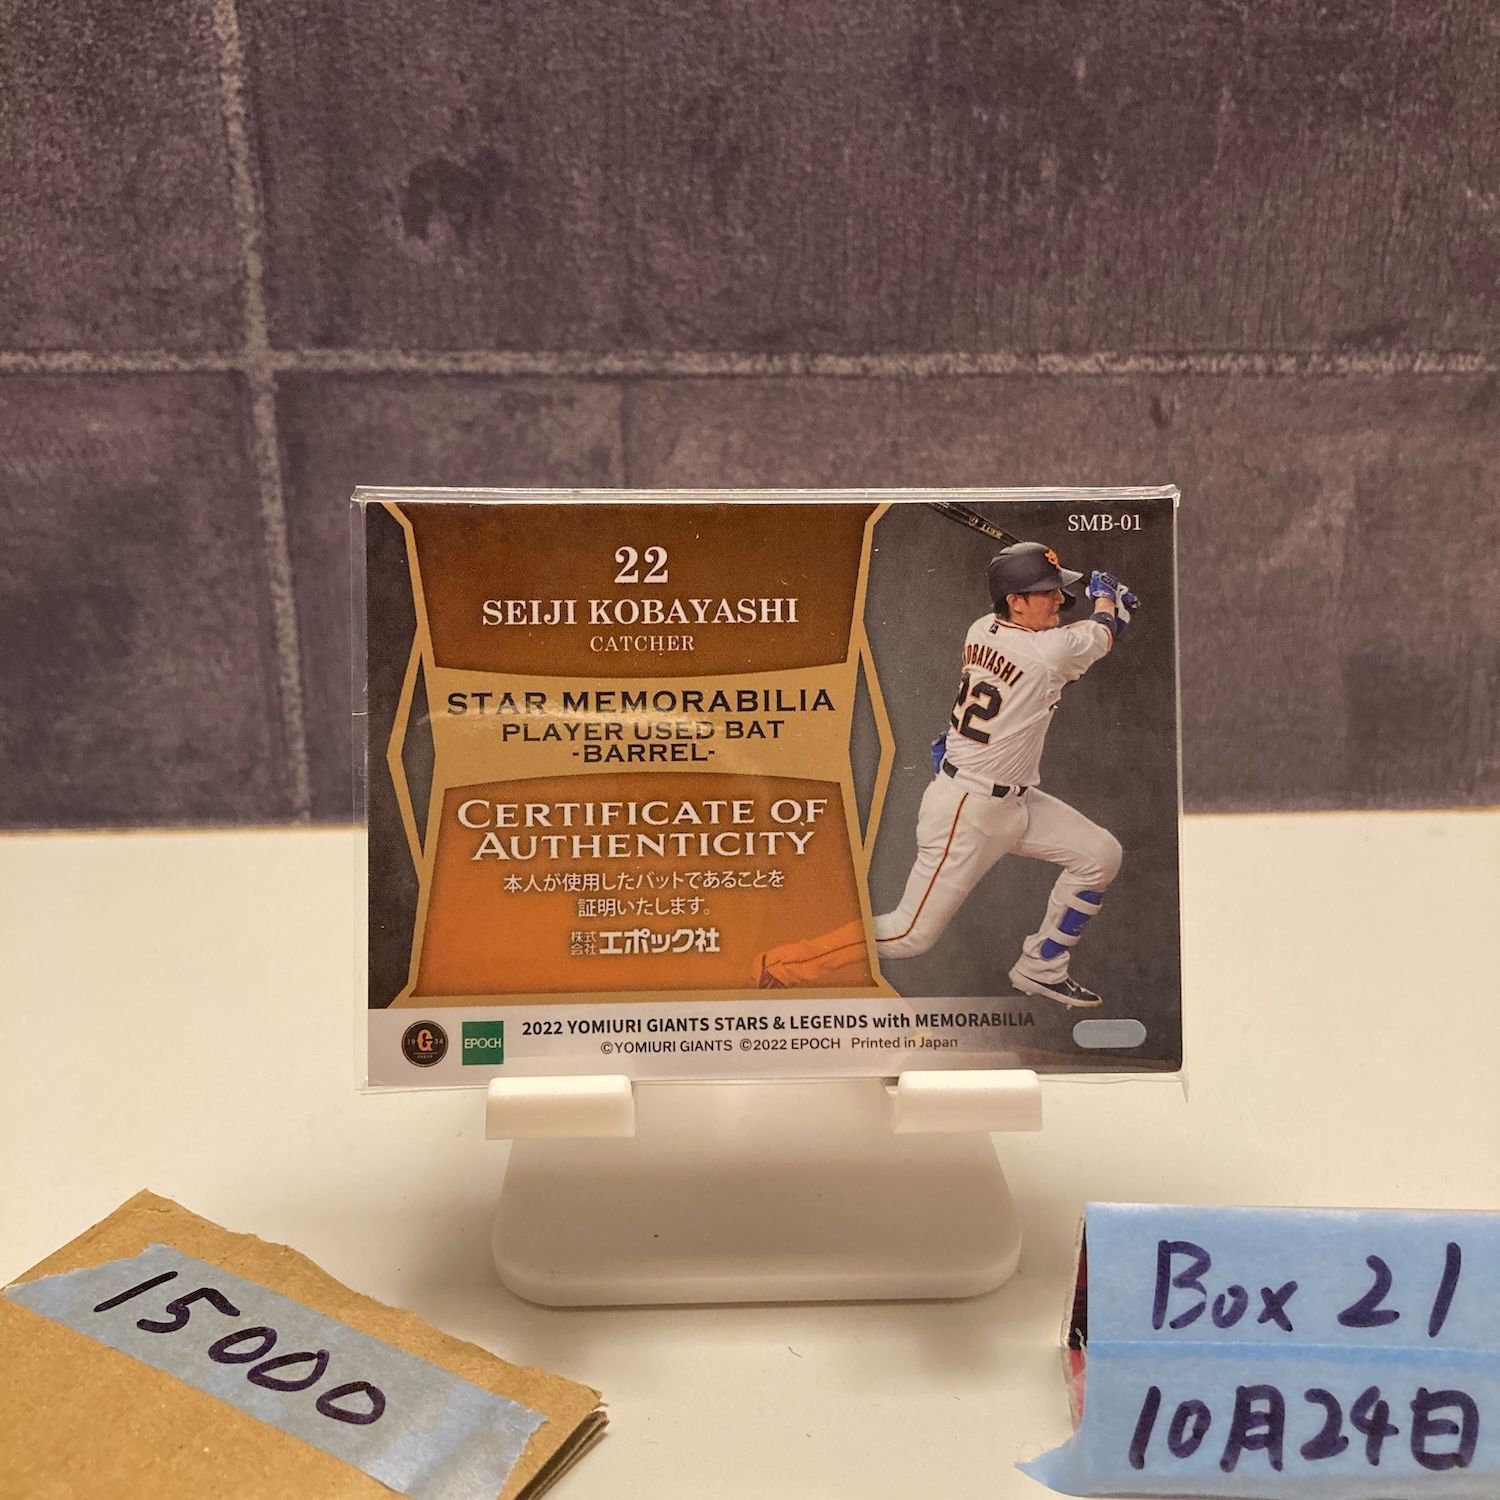 SMB-01
22
SEIJI KOBAYASHI
CATCHER
STAR MEMORABILIA
PLAYER USED BAT
-BARREL-
CERTIFICATE OF
AUTHENTICITY
本人が使用したバットであることを
証明いたします。
株式会社エポック社
OBAYASHI
22
2022 YOMIURI GIANTS STARS & LEGENDS with MEMORABILIA
©YOMIURI GIANTS ©2022 EPOCH Printed in Japan
19 G 34
EPOCH
15000
Box 21
10月24日